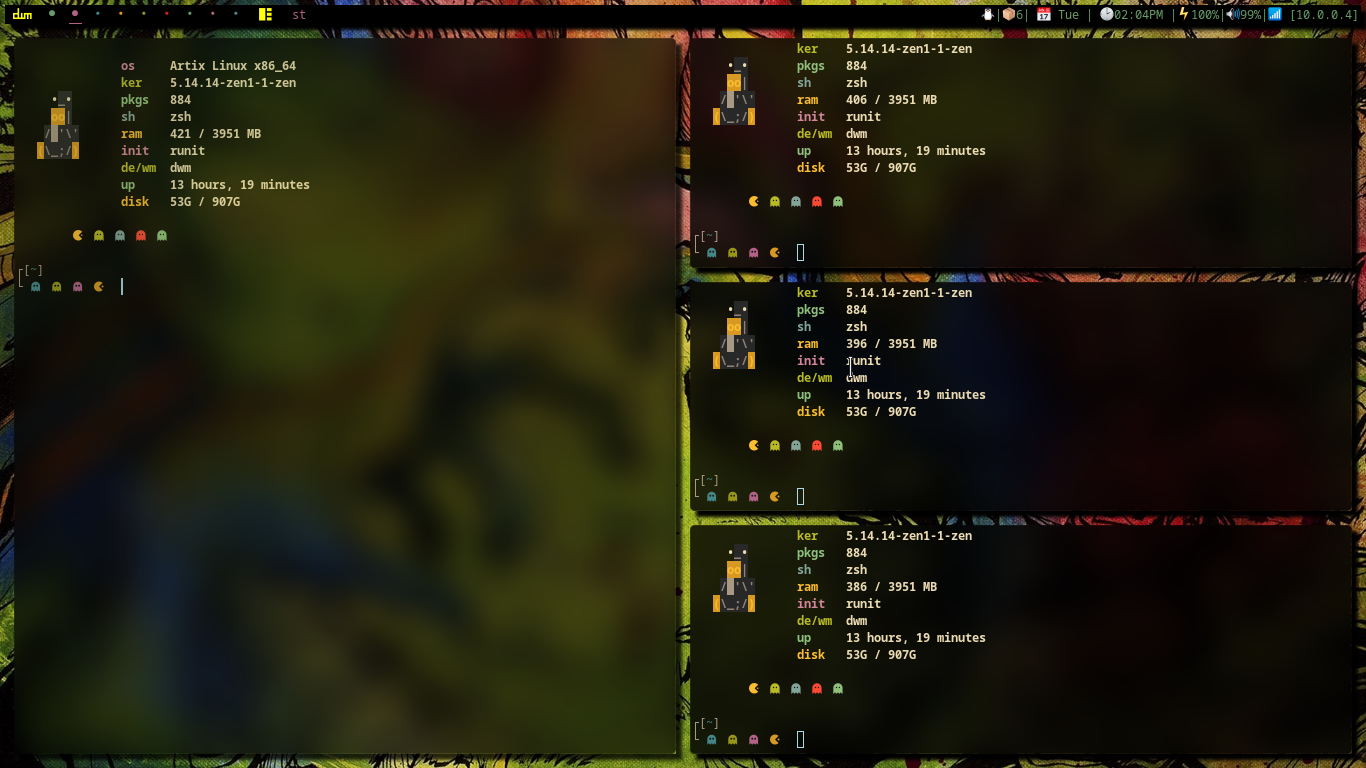 dwm st 6| Tue | 02:04PM | 100%| 99%| [10.0.0.4]
os Artix Linux x86_64
ker 5.14.14-zen1-1-zen
pkgs 884
sh zsh
ram 421 / 3951 MB
init runit
de/wm dwm
up 13 hours, 19 minutes
disk 53G / 907G
[~]
ker 5.14.14-zen1-1-zen
pkgs 884
sh zsh
ram 406 / 3951 MB
init runit
de/wm dwm
up 13 hours, 19 minutes
disk 53G / 907G
[~]
ker 5.14.14-zen1-1-zen
pkgs 884
sh zsh
ram 396 / 3951 MB
init runit
de/wm dwm
up 13 hours, 19 minutes
disk 53G / 907G
[~]
ker 5.14.14-zen1-1-zen
pkgs 884
sh zsh
ram 386 / 3951 MB
init runit
de/wm dwm
up 13 hours, 19 minutes
disk 53G / 907G
[~]